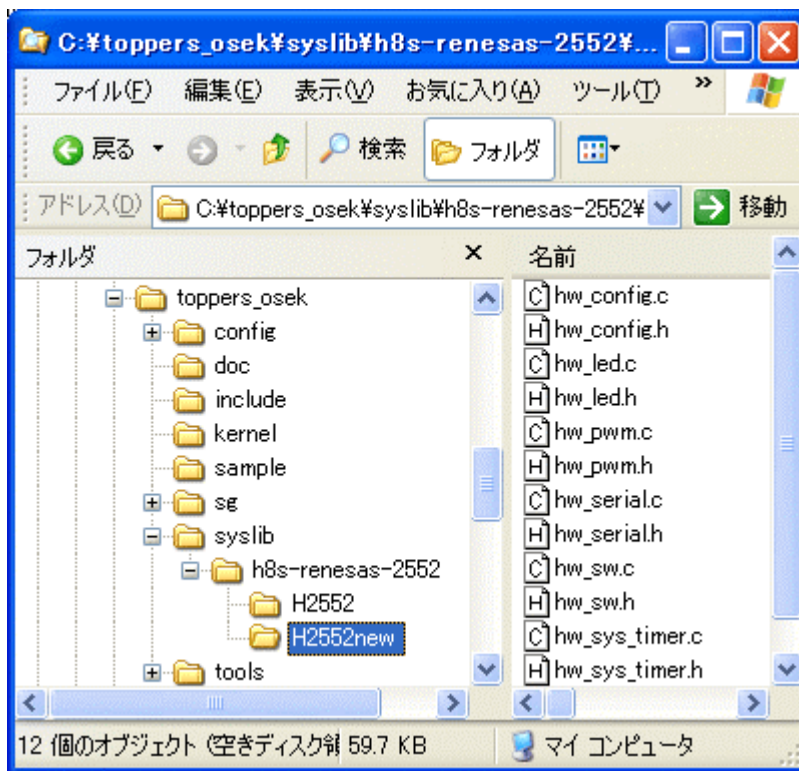 C:¥toppers_osek¥syslib¥h8s-renesas-2552¥...
ファイル(F) 編集(E) 表示(V) お気に入り(A) ツール(T) »
戻る 検索 フォルダ
アドレス(D) C:¥toppers_osek¥syslib¥h8s-renesas-2552¥ 移動
フォルダ
toppers_osek
config
doc
include
kernel
sample
sg
syslib
h8s-renesas-2552
H2552
H2552new
tools
名前
hw_config.c
hw_config.h
hw_led.c
hw_led.h
hw_pwm.c
hw_pwm.h
hw_serial.c
hw_serial.h
hw_sw.c
hw_sw.h
hw_sys_timer.c
hw_sys_timer.h
12 個のオブジェクト (空きディスク領 59.7 KB マイ コンピュータ